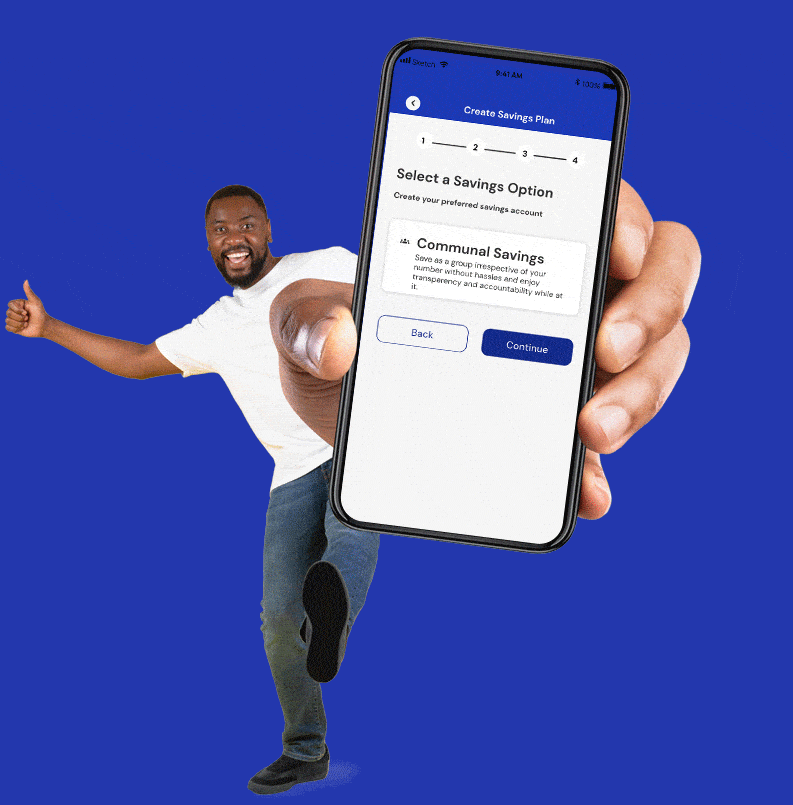 Sketch 9:41 AM 100%
Create Savings Plan
1 2 3 4
Select a Savings Option
Create your preferred savings account
Communal Savings
Save as a group irrespective of your
number without hassles and enjoy
transparency and accountability while at
it.
Back Continue